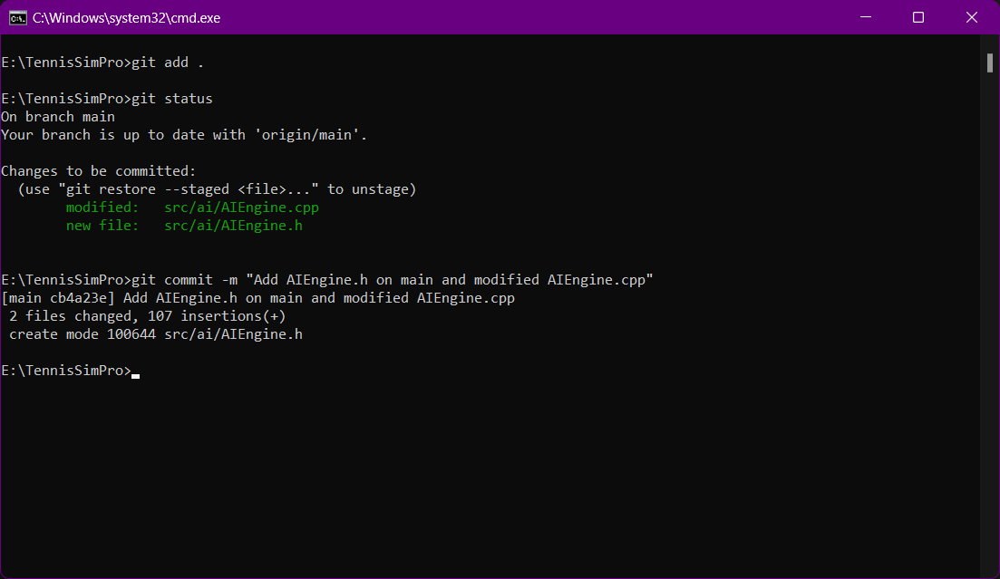 C:\Windows\system32\cmd.exe
E:\TennisSimPro>git add .
E:\TennisSimPro>git status
On branch main
Your branch is up to date with 'origin/main'.
Changes to be committed:
  (use "git restore --staged <file>..." to unstage)
        modified:   src/ai/AIEngine.cpp
        new file:   src/ai/AIEngine.h
E:\TennisSimPro>git commit -m "Add AIEngine.h on main and modified AIEngine.cpp"
[main cb4a23e] Add AIEngine.h on main and modified AIEngine.cpp
 2 files changed, 107 insertions(+)
 create mode 100644 src/ai/AIEngine.h
E:\TennisSimPro>